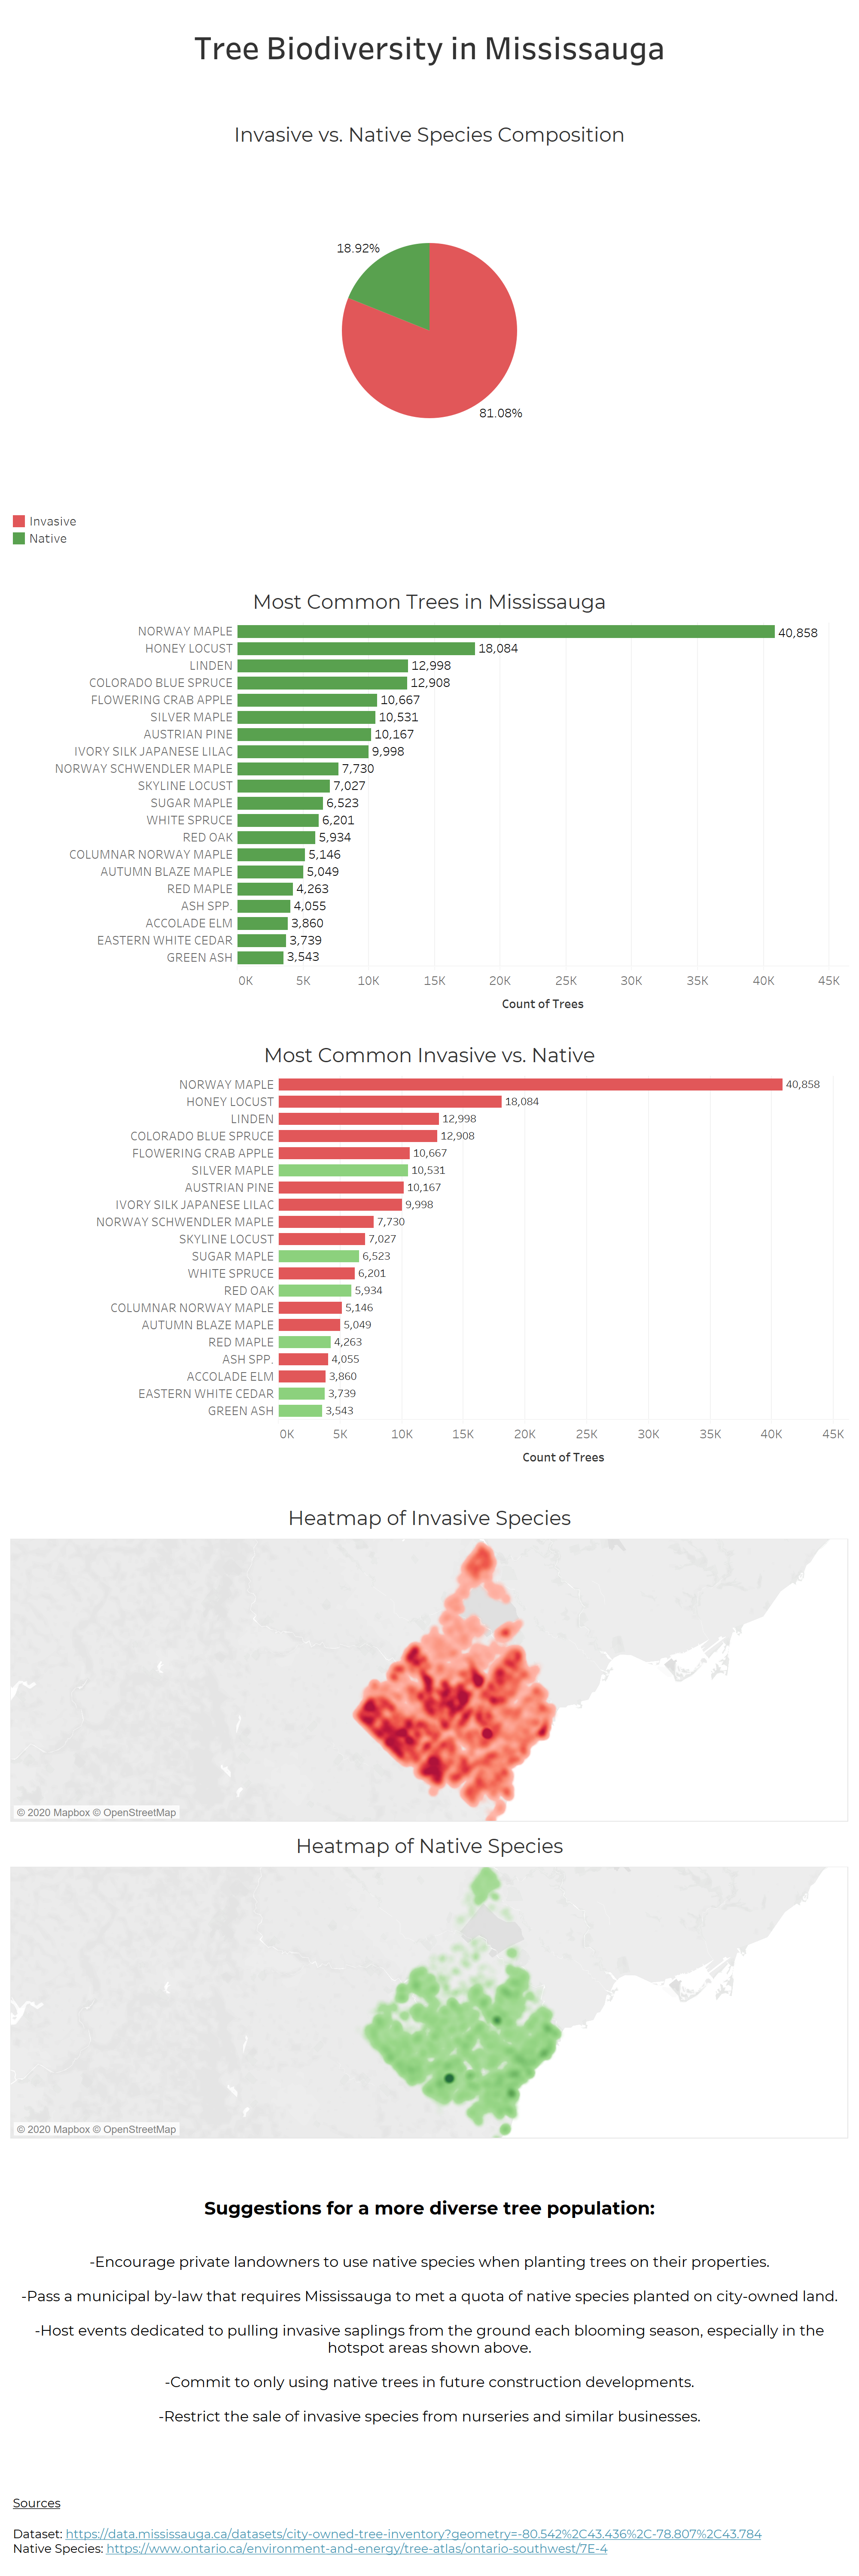 Tree Biodiversity in Mississauga
Invasive vs. Native Species Composition
18.92%
81.08%
Invasive
Native
Most Common Trees in Mississauga
NORWAY MAPLE 40,858
HONEY LOCUST 18,084
LINDEN 12,998
COLORADO BLUE SPRUCE 12,908
FLOWERING CRAB APPLE 10,667
SILVER MAPLE 10,531
AUSTRIAN PINE 10,167
IVORY SILK JAPANESE LILAC 9,998
NORWAY SCHWENDLER MAPLE 7,730
SKYLINE LOCUST 7,027
SUGAR MAPLE 6,523
WHITE SPRUCE 6,201
RED OAK 5,934
COLUMNAR NORWAY MAPLE 5,146
AUTUMN BLAZE MAPLE 5,049
RED MAPLE 4,263
ASH SPP. 4,055
ACCOLADE ELM 3,860
EASTERN WHITE CEDAR 3,739
GREEN ASH 3,543
0K 5K 10K 15K 20K 25K 30K 35K 40K 45K
Count of Trees
Most Common Invasive vs. Native
NORWAY MAPLE 40,858
HONEY LOCUST 18,084
LINDEN 12,998
COLORADO BLUE SPRUCE 12,908
FLOWERING CRAB APPLE 10,667
SILVER MAPLE 10,531
AUSTRIAN PINE 10,167
IVORY SILK JAPANESE LILAC 9,998
NORWAY SCHWENDLER MAPLE 7,730
SKYLINE LOCUST 7,027
SUGAR MAPLE 6,523
WHITE SPRUCE 6,201
RED OAK 5,934
COLUMNAR NORWAY MAPLE 5,146
AUTUMN BLAZE MAPLE 5,049
RED MAPLE 4,263
ASH SPP. 4,055
ACCOLADE ELM 3,860
EASTERN WHITE CEDAR 3,739
GREEN ASH 3,543
0K 5K 10K 15K 20K 25K 30K 35K 40K 45K
Count of Trees
Heatmap of Invasive Species
© 2020 Mapbox © OpenStreetMap
Heatmap of Native Species
© 2020 Mapbox © OpenStreetMap
Suggestions for a more diverse tree population:
-Encourage private landowners to use native species when planting trees on their properties.
-Pass a municipal by-law that requires Mississauga to met a quota of native species planted on city-owned land.
-Host events dedicated to pulling invasive saplings from the ground each blooming season, especially in the
hotspot areas shown above.
-Commit to only using native trees in future construction developments.
-Restrict the sale of invasive species from nurseries and similar businesses.
Sources
Dataset: https://data.mississauga.ca/datasets/city-owned-tree-inventory?geometry=-80.542%2C43.436%2C-78.807%2C43.784
Native Species: https://www.ontario.ca/environment-and-energy/tree-atlas/ontario-southwest/7E-4